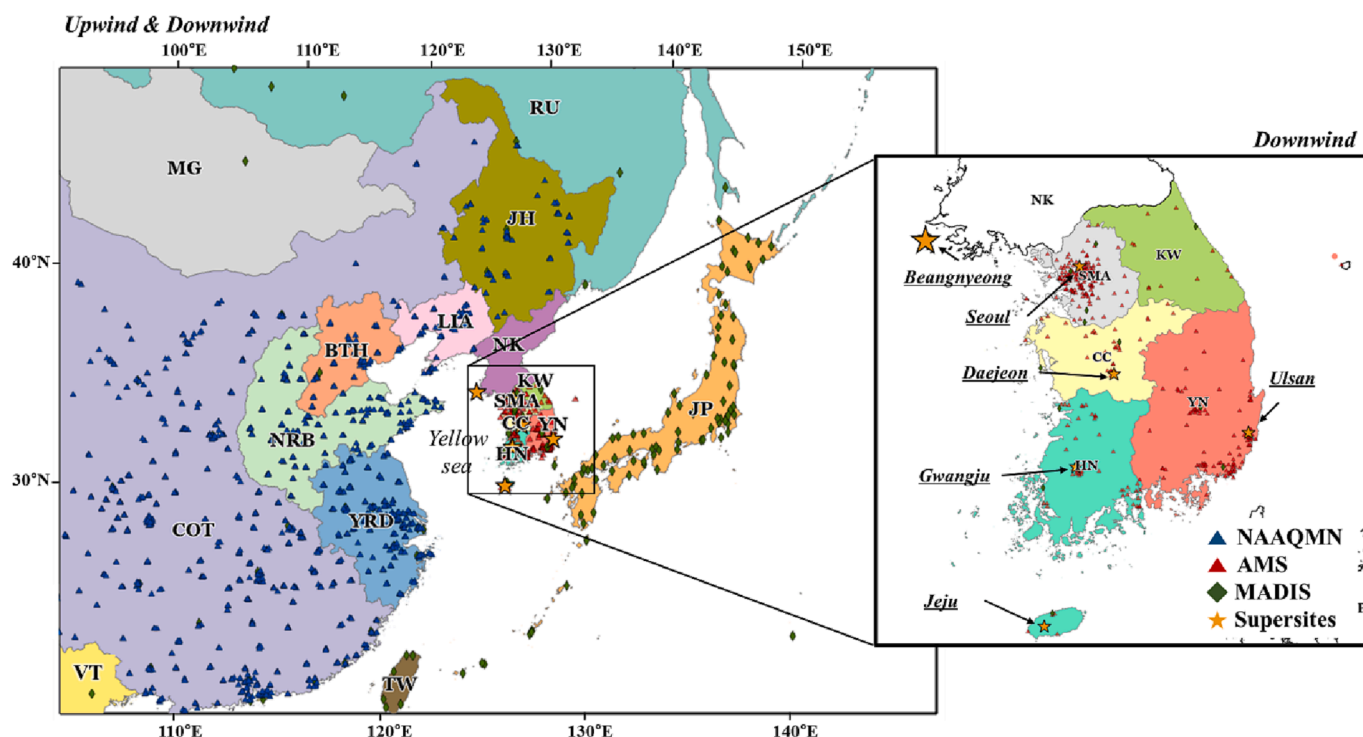 Upwind & Downwind
100°E 110°E 120°E 130°E 140°E 150°E
RU
MG
Downwind
JH
NK
KW
40°N
SMA
Beangnyeong
LIA
Seoul
NK
BTH
CC
KW
Daejeon
Ulsan
SMA
JP
YN
CC YN
NRB
Yellow
sea
HN
HN
Gwangju
30°N
YRD
COT
NAAQMN
AMS
MADIS
Jeju
Supersites
VT
TW
110°E 120°E 130°E 140°E